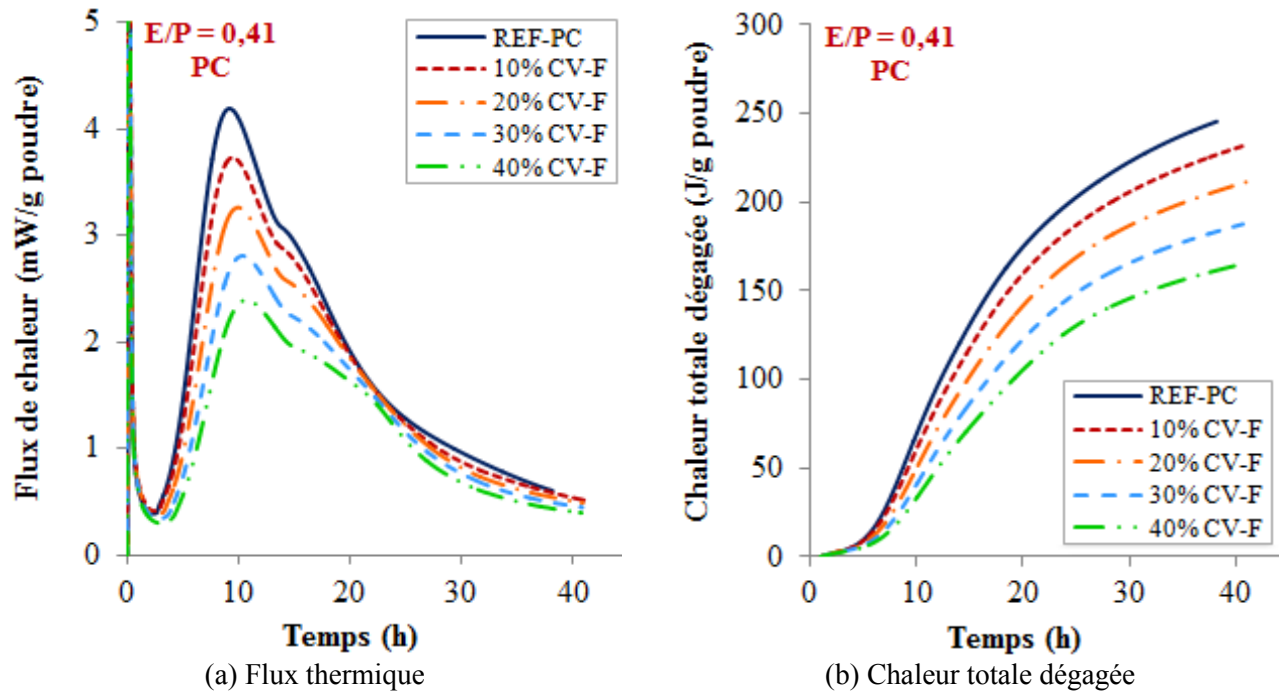 Flux de chaleur (mW/g poudre)
5
4
3
2
1
0
E/P = 0,41
PC
REF-PC
10% CV-F
20% CV-F
30% CV-F
40% CV-F
0 10 20 30 40
Temps (h)
(a) Flux thermique
Chaleur totale dégagée (J/g poudre)
300
250
200
150
100
50
0
E/P = 0,41
PC
REF-PC
10% CV-F
20% CV-F
30% CV-F
40% CV-F
0 10 20 30 40
Temps (h)
(b) Chaleur totale dégagée